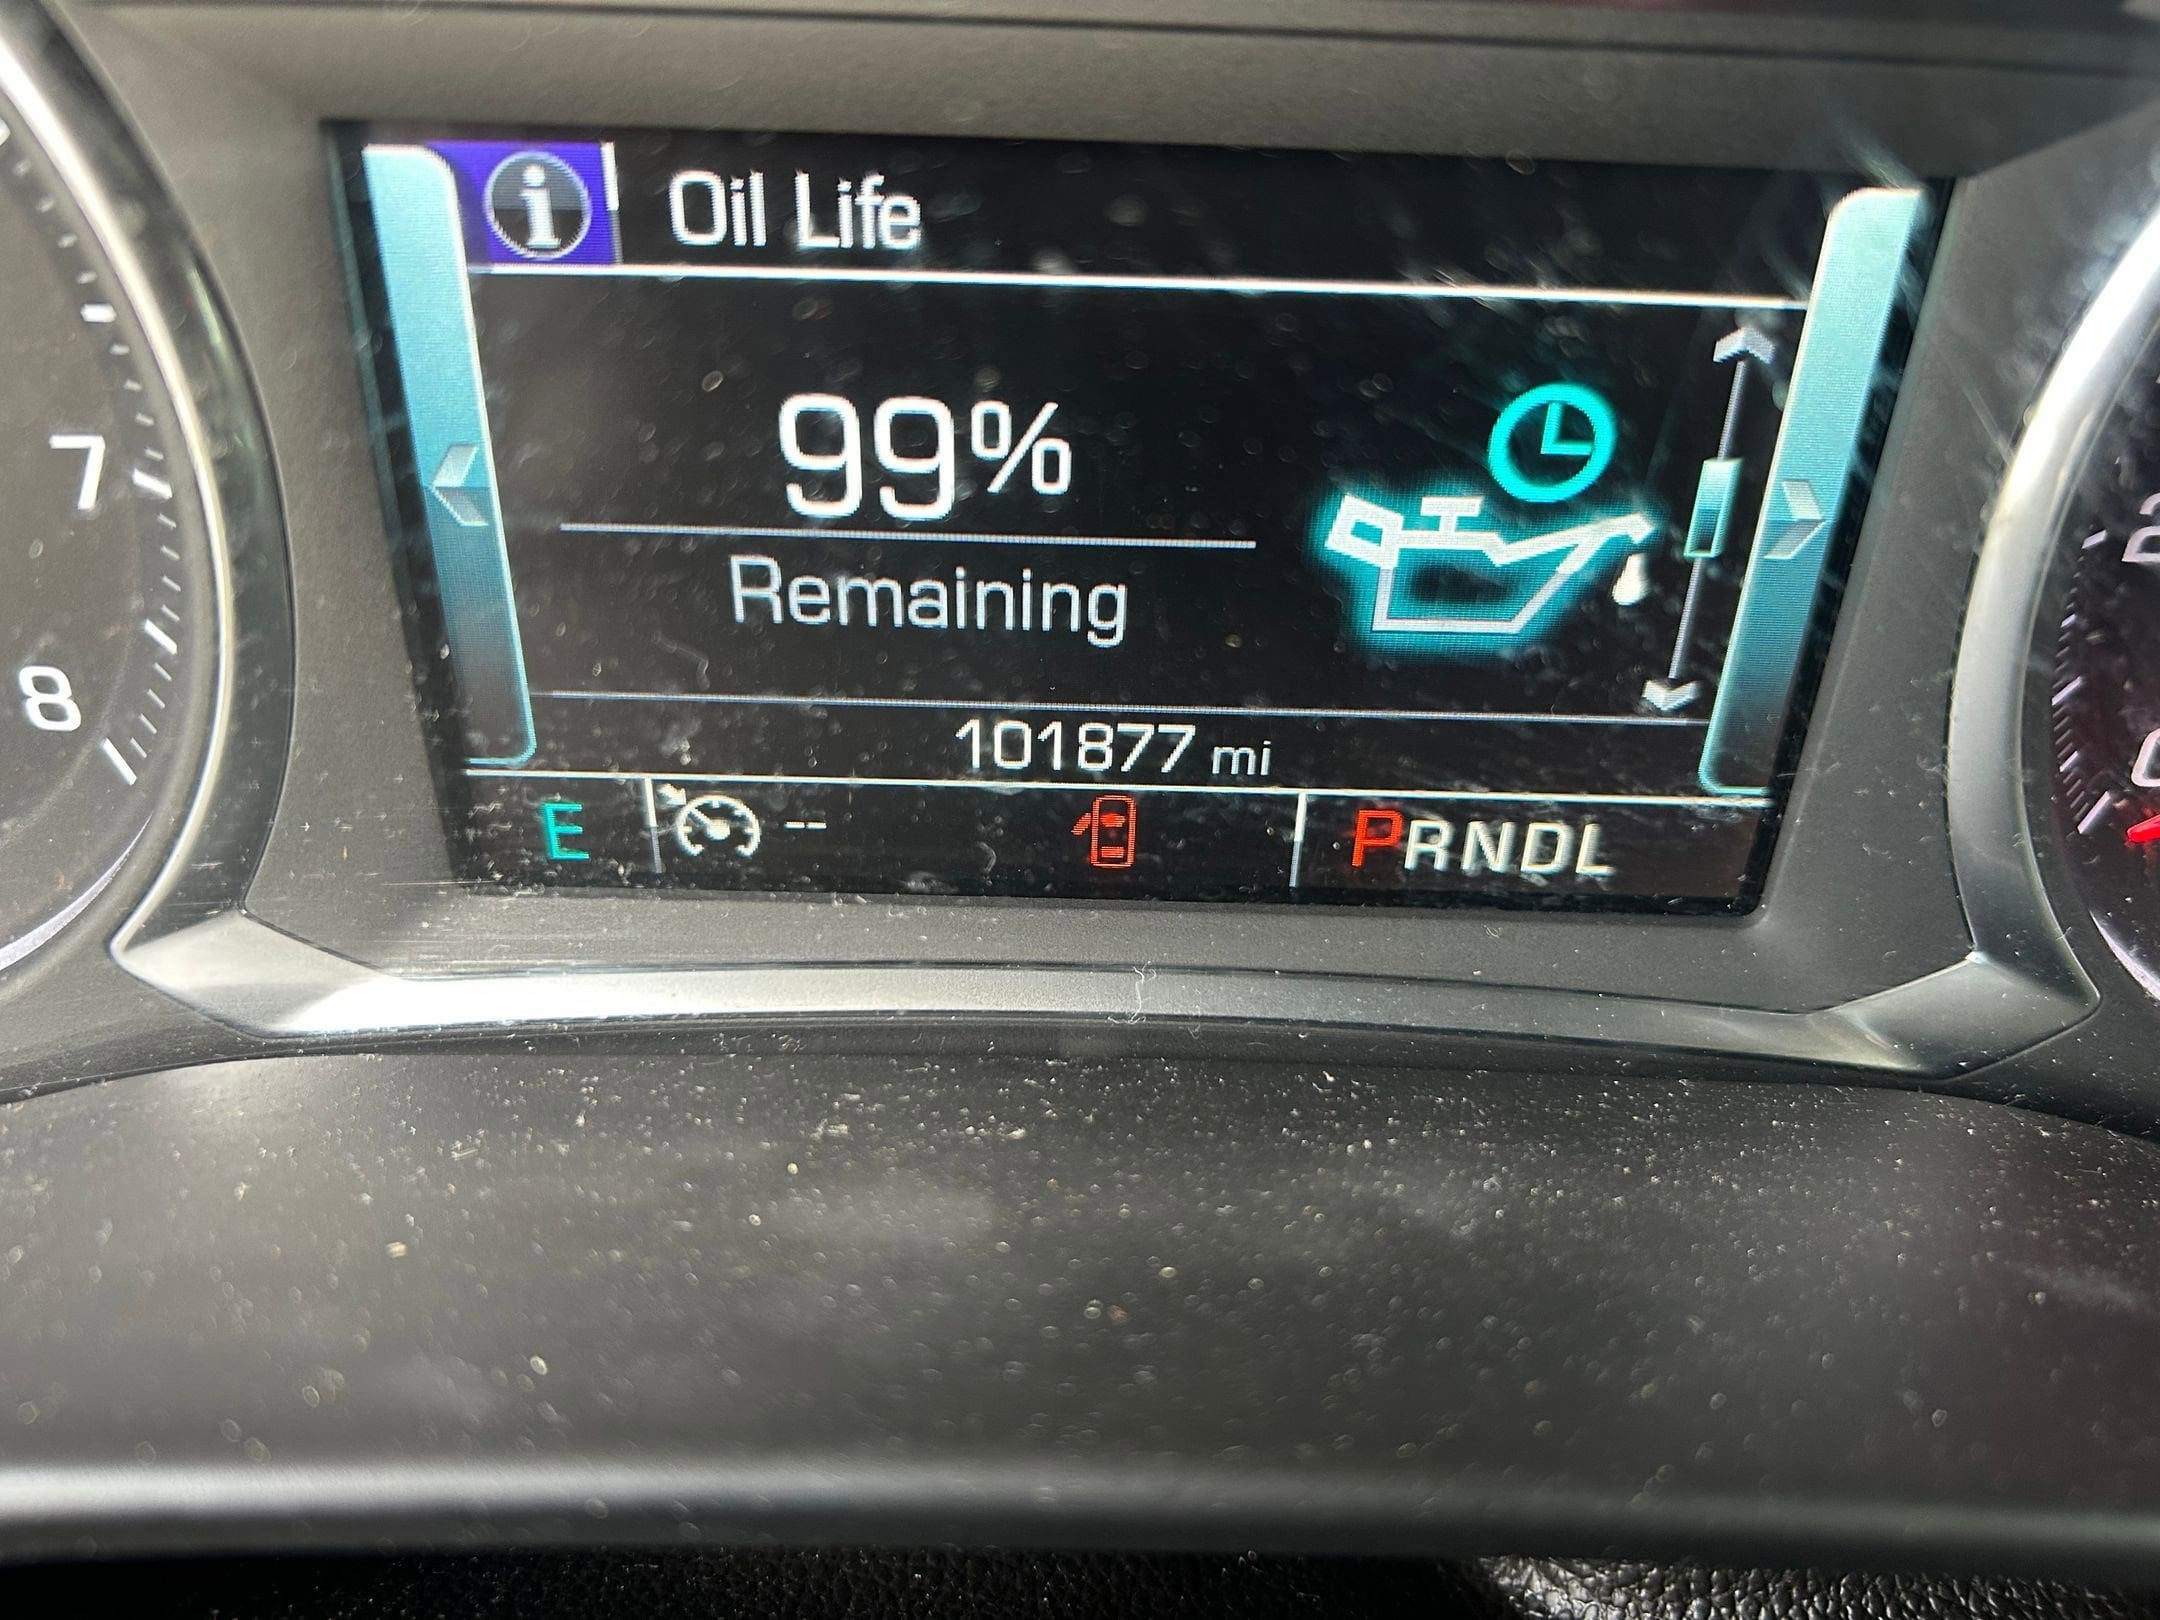 i Oil Life
99%
Remaining
101877 mi
E -- PRNDL
7
8